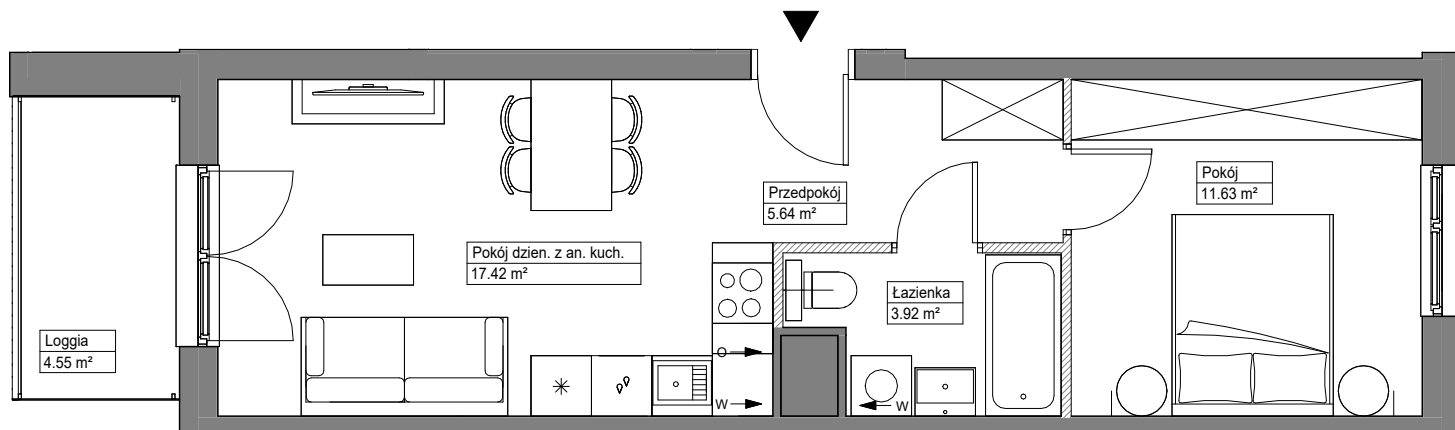 Przedpokój
5.64 m²
Pokój
11.63 m²
Pokój dzien. z an. kuch.
17.42 m²
Łazienka
3.92 m²
Loggia
4.55 m²
O
W
W